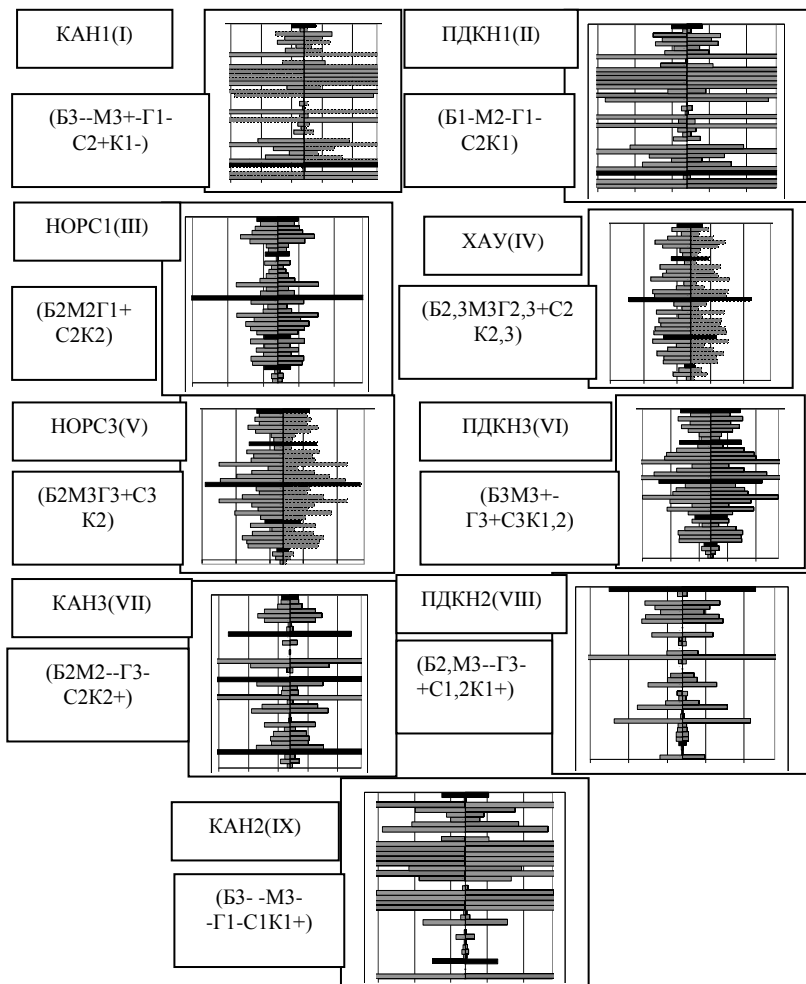 КАН1(I)
(Б3--М3+-Г1-
С2+К1-)
ПДКН1(II)
(Б1-М2-Г1-
С2К1)
НОРС1(III)
(Б2М2Г1+
С2К2)
ХАУ(IV)
(Б2,3М3Г2,3+С2
К2,3)
НОРС3(V)
(Б2М3Г3+С3
К2)
ПДКН3(VI)
(Б3М3+-
Г3+С3К1,2)
КАН3(VII)
(Б2М2--Г3-
С2К2+)
ПДКН2(VIII)
(Б2,М3--Г3-
+С1,2К1+)
КАН2(IX)
(Б3- -М3-
-Г1-С1К1+)